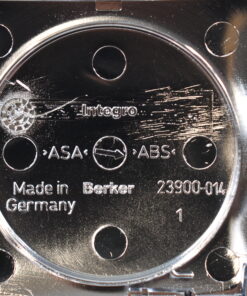 Integro
>ASA< >ABS<
Made in Berker 23900-014
Germany 1